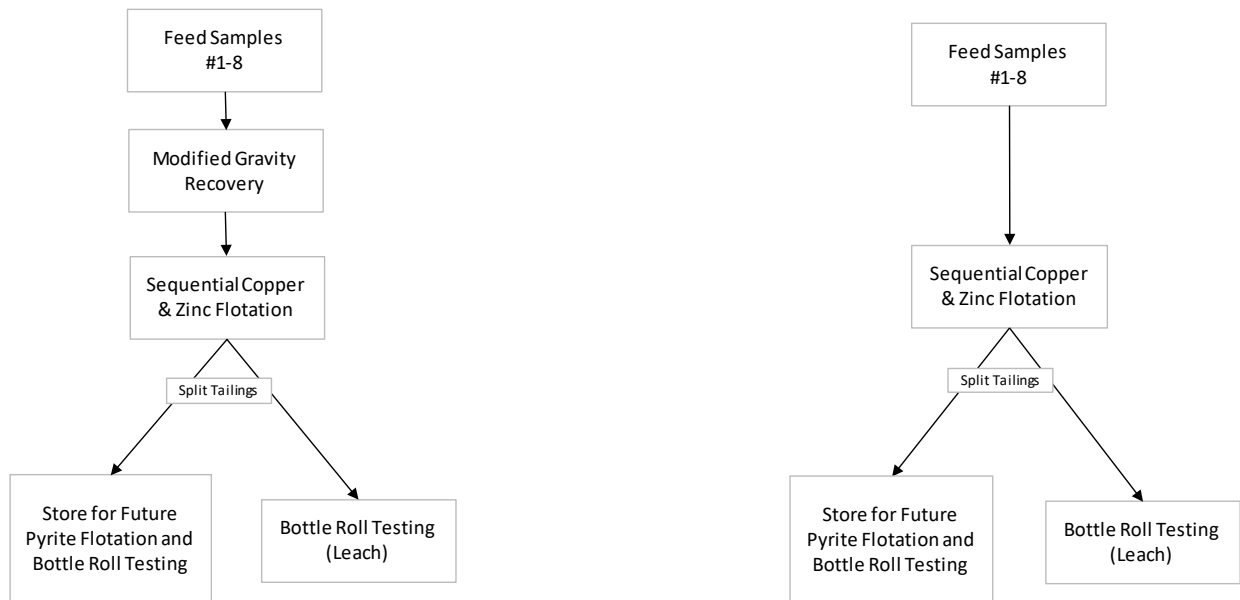 Feed Samples
#1-8
Modified Gravity
Recovery
Sequential Copper
& Zinc Flotation
Split Tailings
Store for Future
Pyrite Flotation and
Bottle Roll Testing
Bottle Roll Testing
(Leach)
Feed Samples
#1-8
Sequential Copper
& Zinc Flotation
Split Tailings
Store for Future
Pyrite Flotation and
Bottle Roll Testing
Bottle Roll Testing
(Leach)